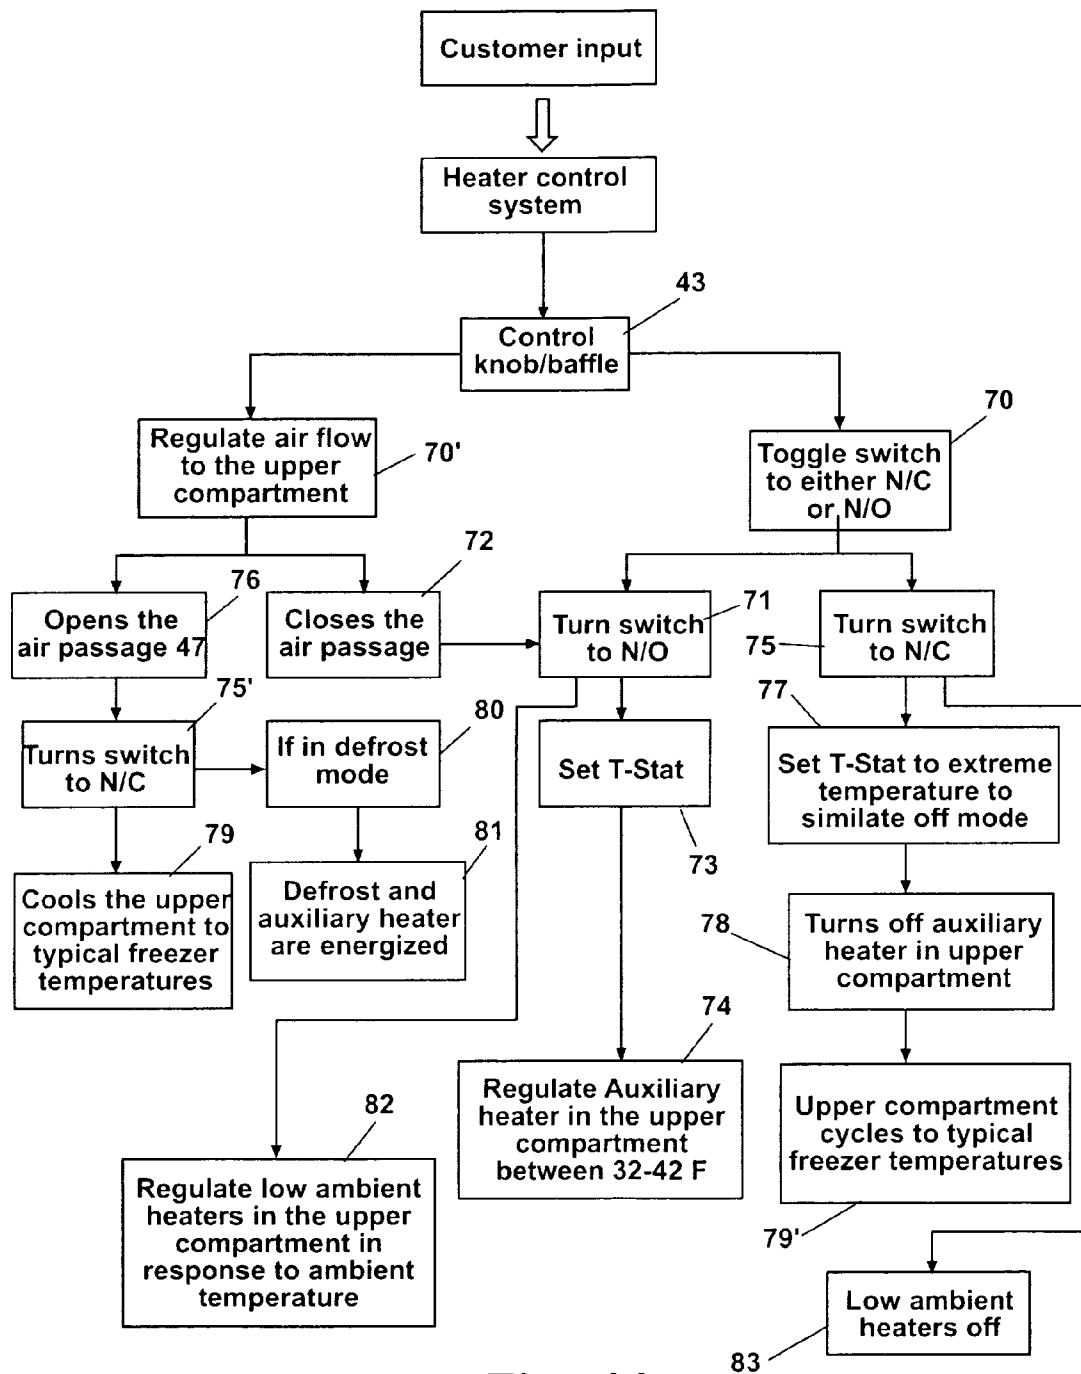 Customer input
Heater control
system
43
Control
knob/baffle
70
Regulate air flow
to the upper
compartment
70'
Toggle switch
to either N/C
or N/O
76
72
Opens the
air passage 47
Closes the
air passage
Turn switch
to N/O
71
75
Turn switch
to N/C
75'
80
77
Turns switch
to N/C
If in defrost
mode
Set T-Stat
73
Set T-Stat to extreme
temperature to
similate off mode
79
81
Cools the upper
compartment to
typical freezer
temperatures
Defrost and
auxiliary heater
are energized
78
Turns off auxiliary
heater in upper
compartment
74
Regulate Auxiliary
heater in the upper
compartment
between 32-42 F
Upper compartment
cycles to typical
freezer temperatures
79'
82
Regulate low ambient
heaters in the upper
compartment in
response to ambient
temperature
Low ambient
heaters off
83